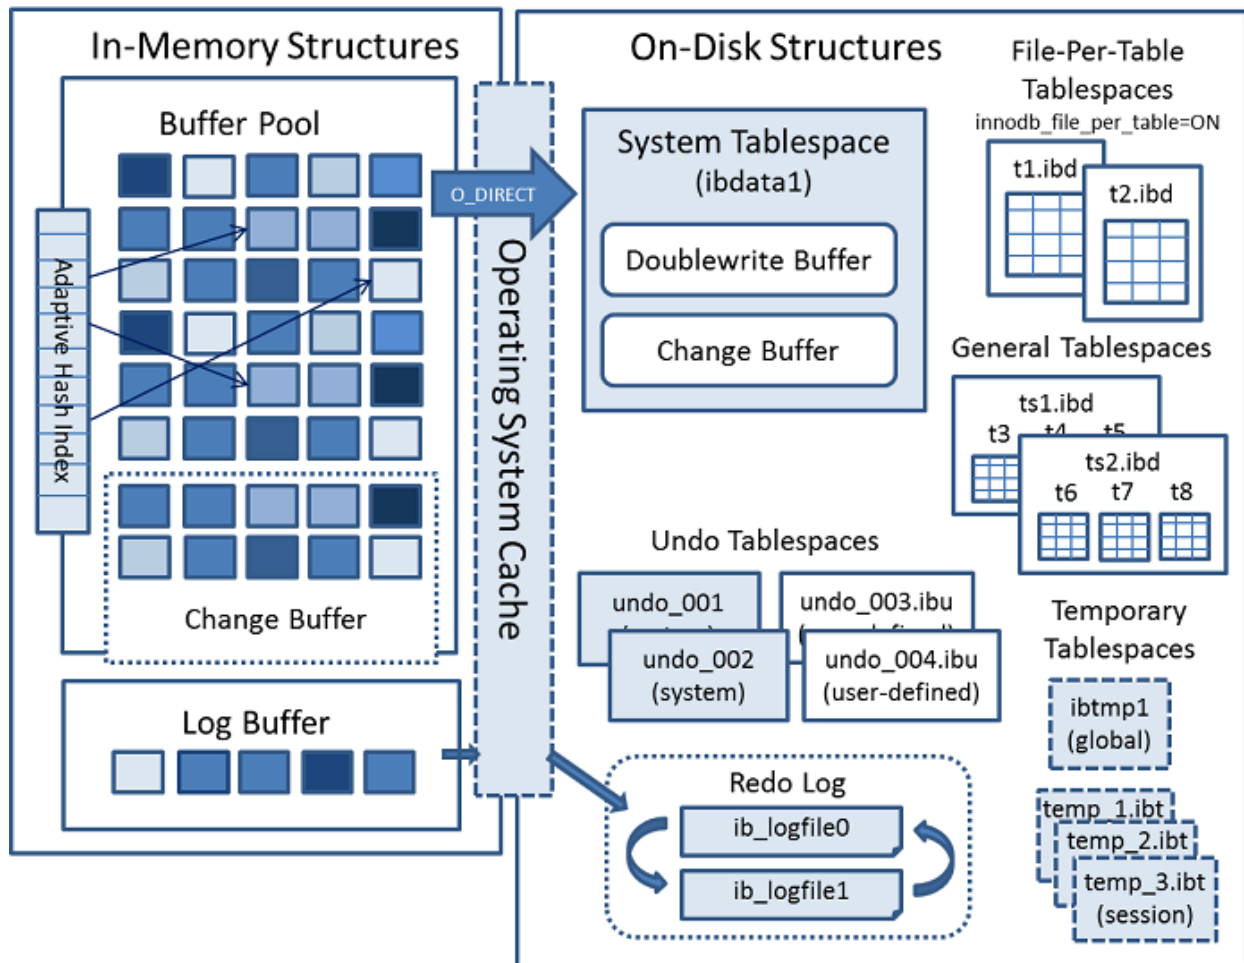 In-Memory Structures
Buffer Pool
Adaptive Hash Index
Change Buffer
Log Buffer
Operating System Cache
O_DIRECT
On-Disk Structures
System Tablespace
(ibdata1)
Doublewrite Buffer
Change Buffer
File-Per-Table
Tablespaces
innodb_file_per_table=ON
t1.ibd
t2.ibd
General Tablespaces
ts1.ibd
t3 t4 t5
ts2.ibd
t6 t7 t8
Undo Tablespaces
undo_001
undo_002
(system)
undo_003.ibu
undo_004.ibu
(user-defined)
Redo Log
ib_logfile0
ib_logfile1
Temporary
Tablespaces
ibtmp1
(global)
temp_1.ibt
temp_2.ibt
temp_3.ibt
(session)